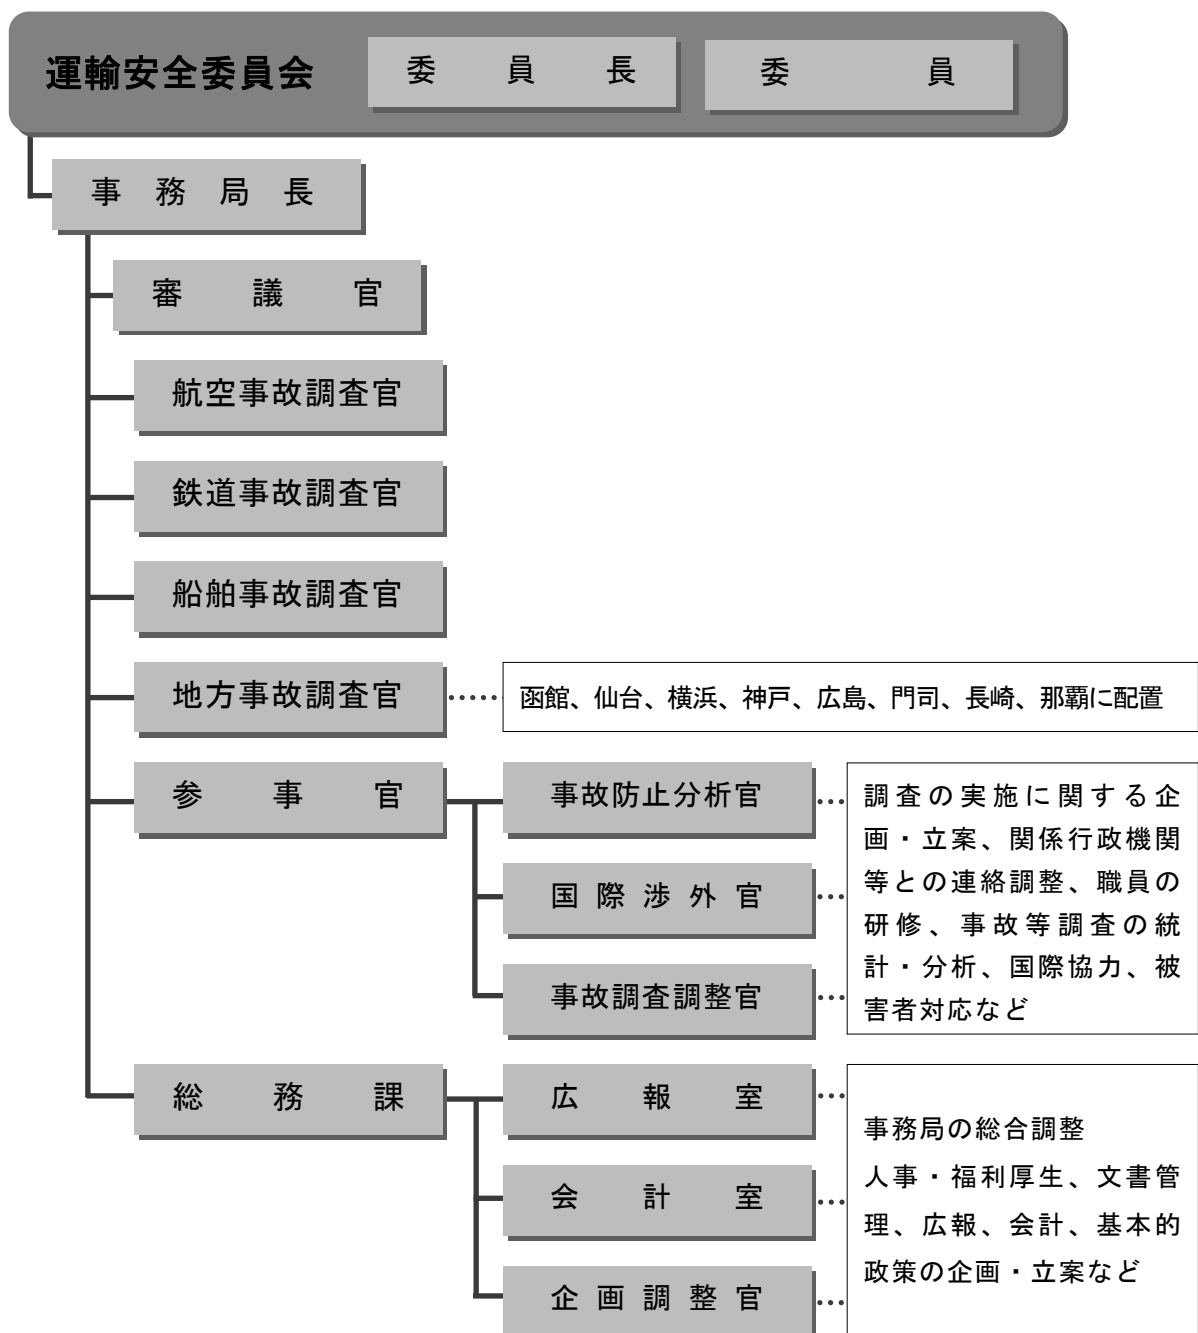 運輸安全委員会
委員長
委員
事務局長
審議官
航空事故調査官
鉄道事故調査官
船舶事故調査官
地方事故調査官
函館、仙台、横浜、神戸、広島、門司、長崎、那覇に配置
参事官
事故防止分析官
国際渉外官
事故調査調整官
調査の実施に関する企
画・立案、関係行政機関
等との連絡調整、職員の
研修、事故等調査の統
計・分析、国際協力、被
害者対応など
総務課
広報室
会計室
企画調整官
事務局の総合調整
人事・福利厚生、文書管
理、広報、会計、基本的
政策の企画・立案など